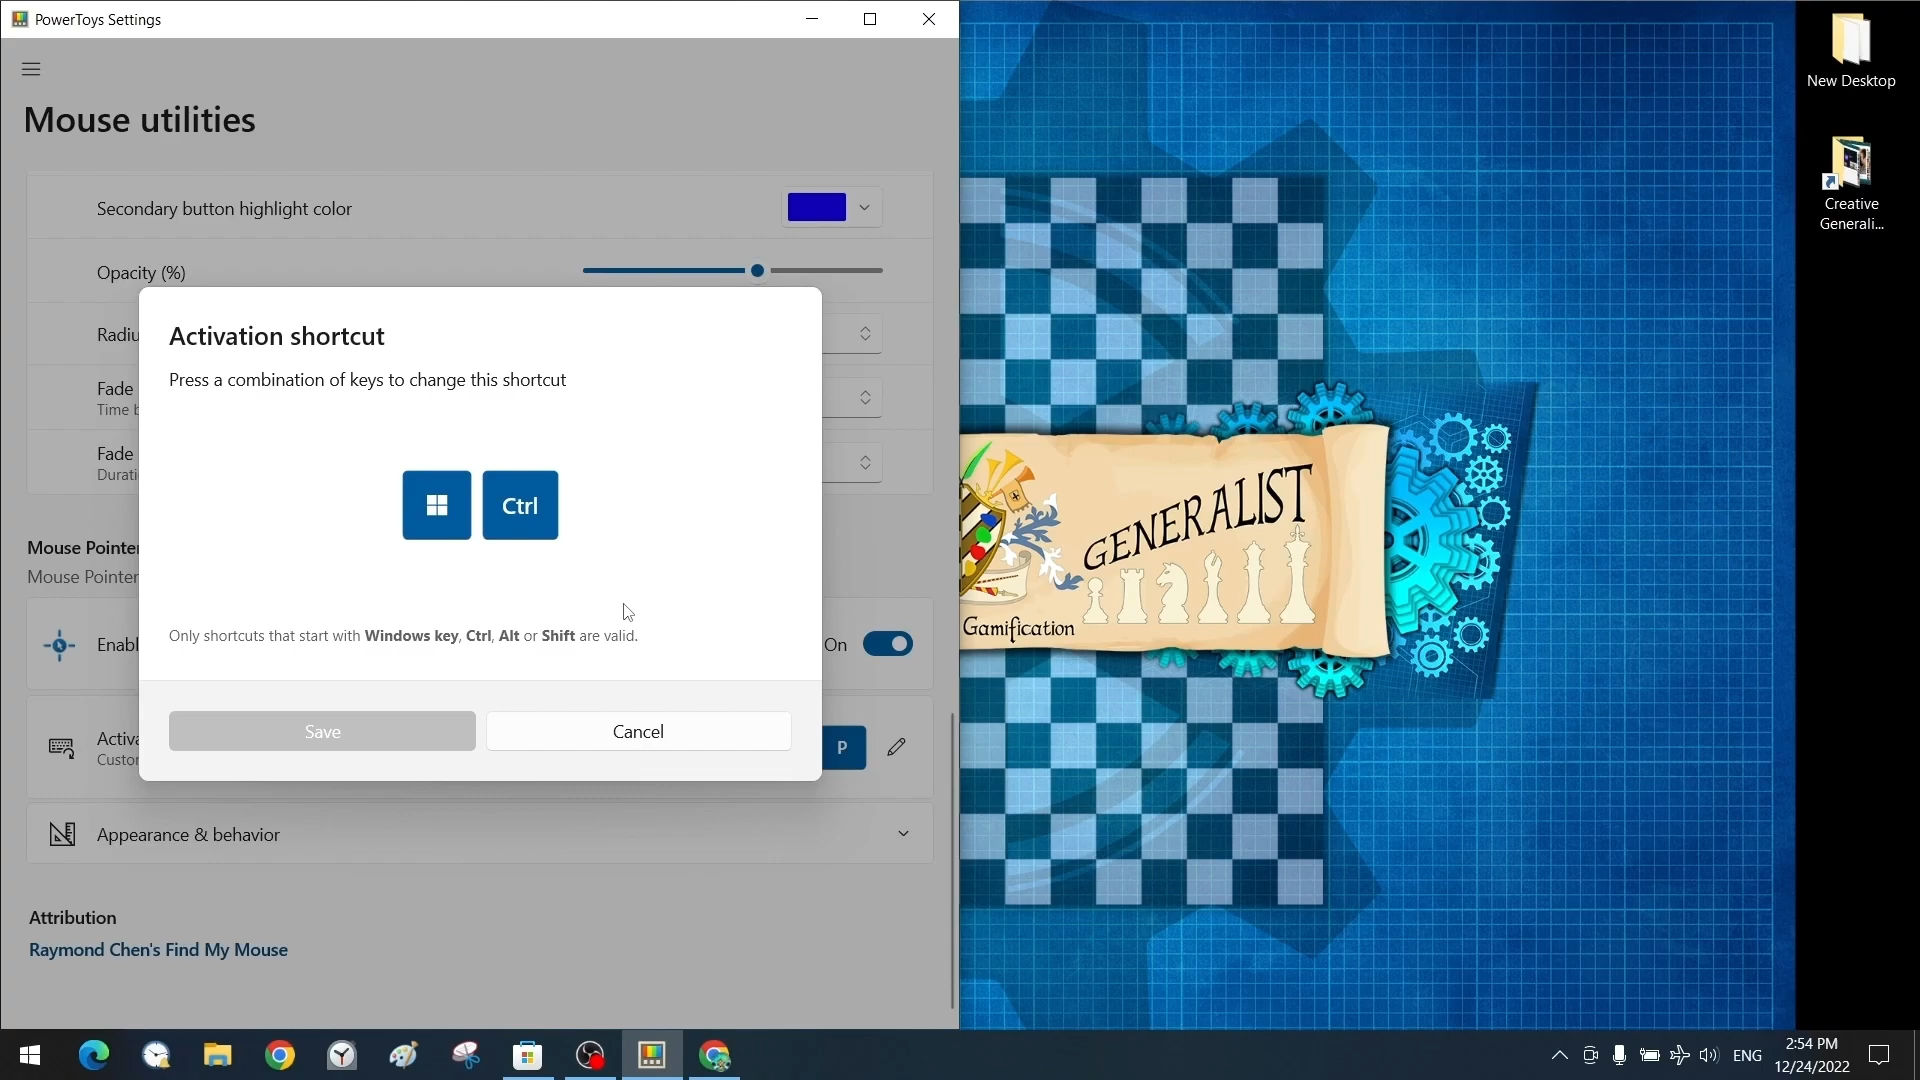 PowerToys Settings
Mouse utilities
Secondary button highlight color
Opacity (%)
Radiu
Fade
Time b
Fade
Durati
Activation shortcut
Press a combination of keys to change this shortcut
Ctrl
Only shortcuts that start with Windows key, Ctrl, Alt or Shift are valid.
Save
Cancel
Mouse Pointer
Mouse Pointer
Enabl
On
Activa
Custor
P
Appearance & behavior
Attribution
Raymond Chen's Find My Mouse
GENERALIST
Gamification
New Desktop
Creative
Generali...
ENG
2:54 PM
12/24/2022